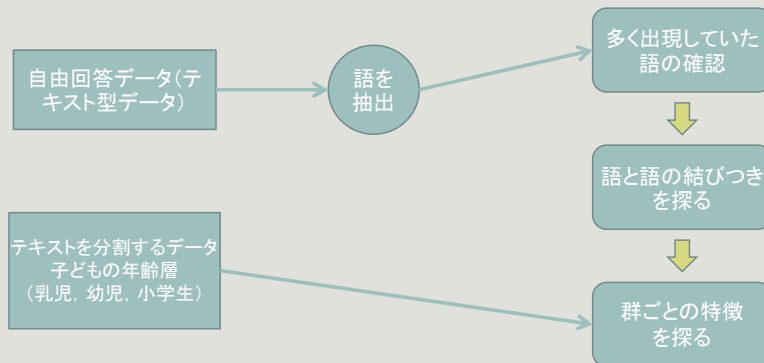 自由回答データ(テ
キスト型データ)
語を
抽出
多く出現していた
語の確認
語と語の結びつき
を探る
テキストを分割するデータ
子どもの年齢層
(乳児, 幼児, 小学生)
群ごとの特徴
を探る